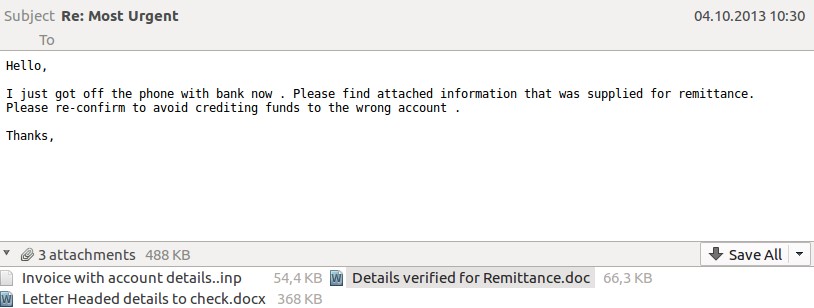 Subject Re: Most Urgent 04.10.2013 10:30
To
Hello,
I just got off the phone with bank now . Please find attached information that was supplied for remittance.
Please re-confirm to avoid crediting funds to the wrong account .
Thanks,
3 attachments 488 KB Save All
Invoice with account details..inp 54,4 KB Details verified for Remittance.doc 66,3 KB
Letter Headed details to check.docx 368 KB